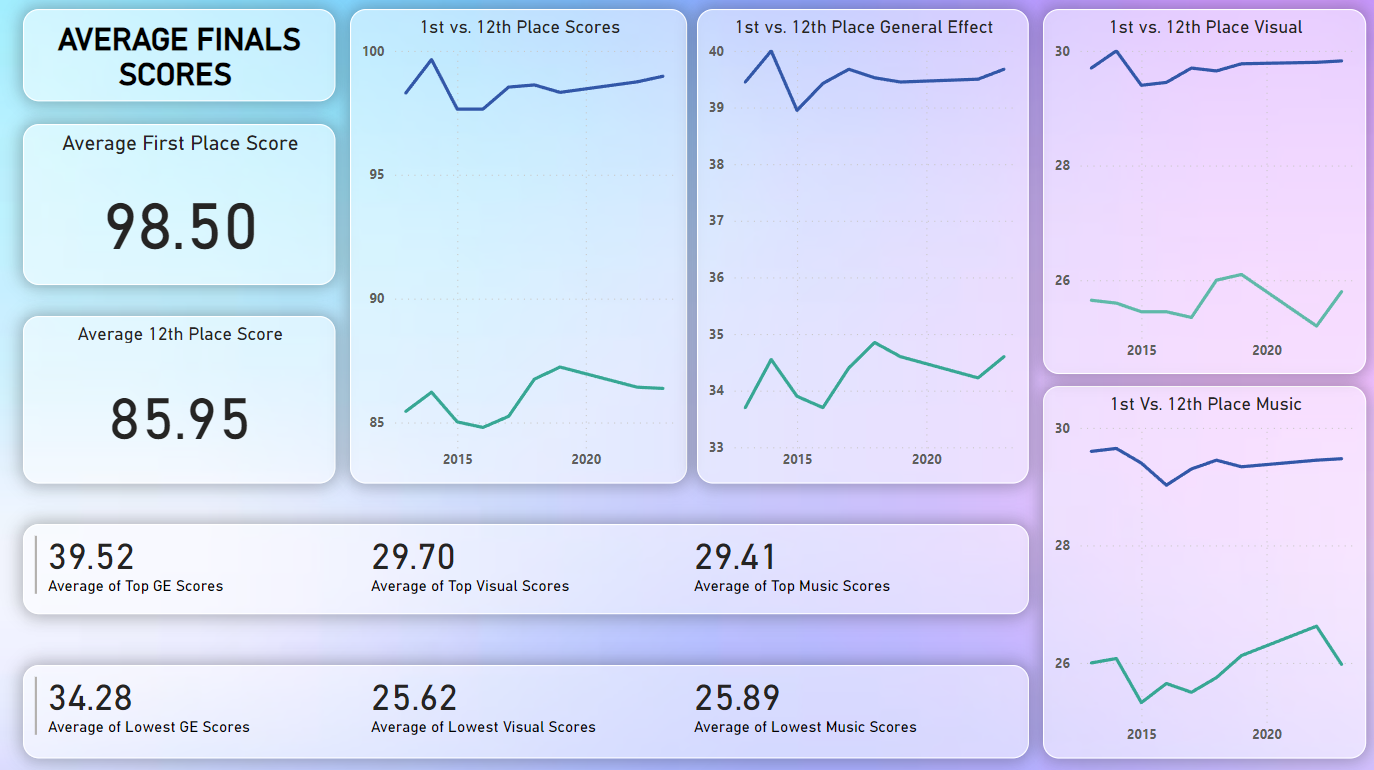 AVERAGE FINALS
SCORES
Average First Place Score
98.50
Average 12th Place Score
85.95
1st vs. 12th Place Scores
100
95
90
85
2015 2020
1st vs. 12th Place General Effect
40
39
38
37
36
35
34
33
2015 2020
1st vs. 12th Place Visual
30
28
26
2015 2020
1st Vs. 12th Place Music
30
28
26
2015 2020
39.52 29.70 29.41
Average of Top GE Scores Average of Top Visual Scores Average of Top Music Scores
34.28 25.62 25.89
Average of Lowest GE Scores Average of Lowest Visual Scores Average of Lowest Music Scores